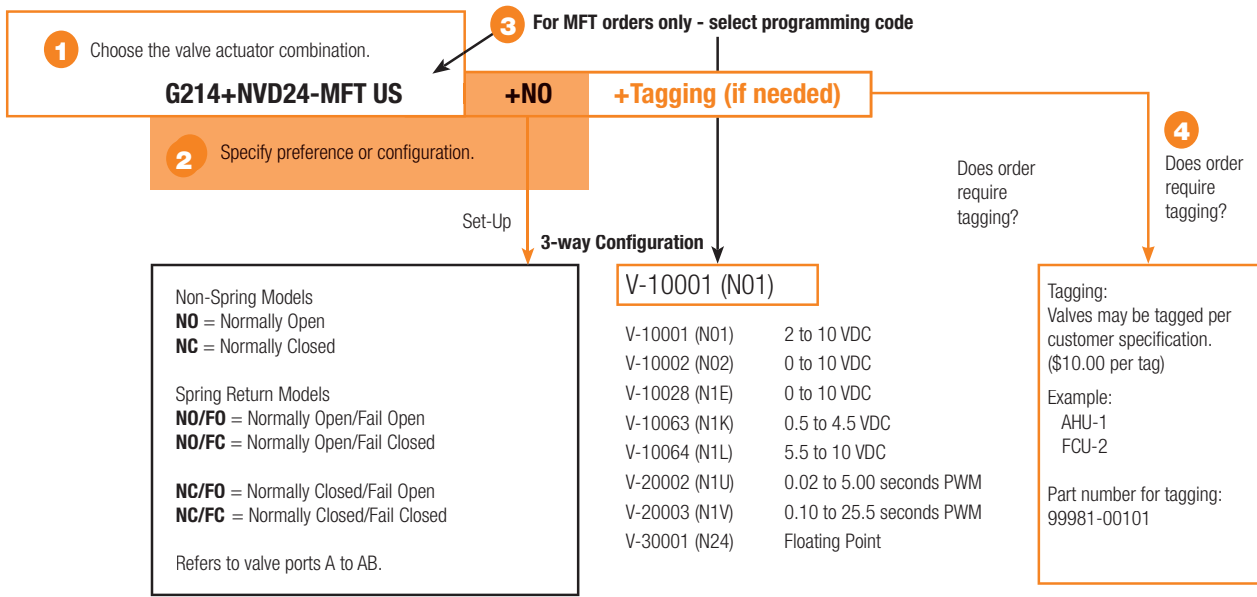 3 For MFT orders only - select programming code
1 Choose the valve actuator combination.
G214+NVD24-MFT US +NO +Tagging (if needed)
2 Specify preference or configuration.
Does order
require
tagging?
4
Does order
require
tagging?
Set-Up
3-way Configuration
Non-Spring Models
NO = Normally Open
NC = Normally Closed
Spring Return Models
NO/FO = Normally Open/Fail Open
NO/FC = Normally Open/Fail Closed
NC/FO = Normally Closed/Fail Open
NC/FC = Normally Closed/Fail Closed
Refers to valve ports A to AB.
V-10001 (N01)
V-10001 (N01) 2 to 10 VDC
V-10002 (N02) 0 to 10 VDC
V-10028 (N1E) 0 to 10 VDC
V-10063 (N1K) 0.5 to 4.5 VDC
V-10064 (N1L) 5.5 to 10 VDC
V-20002 (N1U) 0.02 to 5.00 seconds PWM
V-20003 (N1V) 0.10 to 25.5 seconds PWM
V-30001 (N24) Floating Point
Tagging:
Valves may be tagged per
customer specification.
($10.00 per tag)
Example:
AHU-1
FCU-2
Part number for tagging:
99981-00101